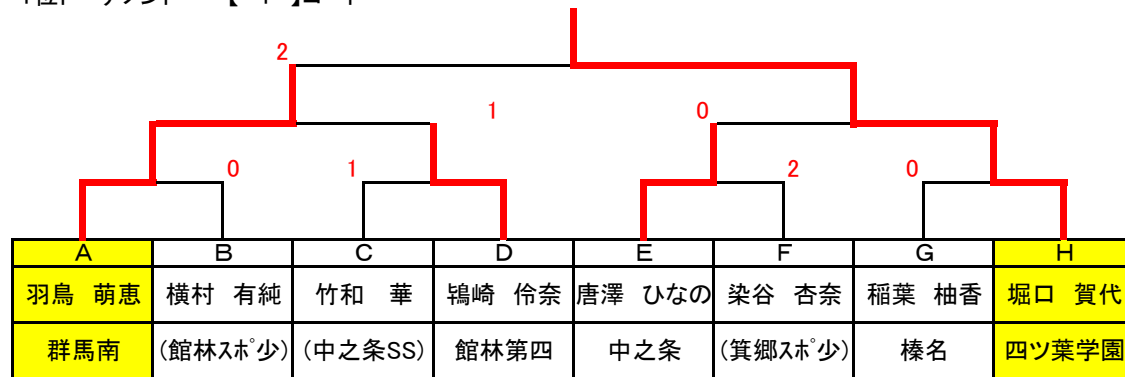 2
1 0
0 1 2 0
A B C D E F G H
羽鳥 萌恵 横村 有純 竹和 華 鴇崎 伶奈 唐澤 ひなの 染谷 杏奈 稲葉 柚香 堀口 賀代
群馬南 (館林ｽﾎﾟ少) (中之条SS) 館林第四 中之条 (箕郷ｽﾎﾟ少) 榛名 四ツ葉学園